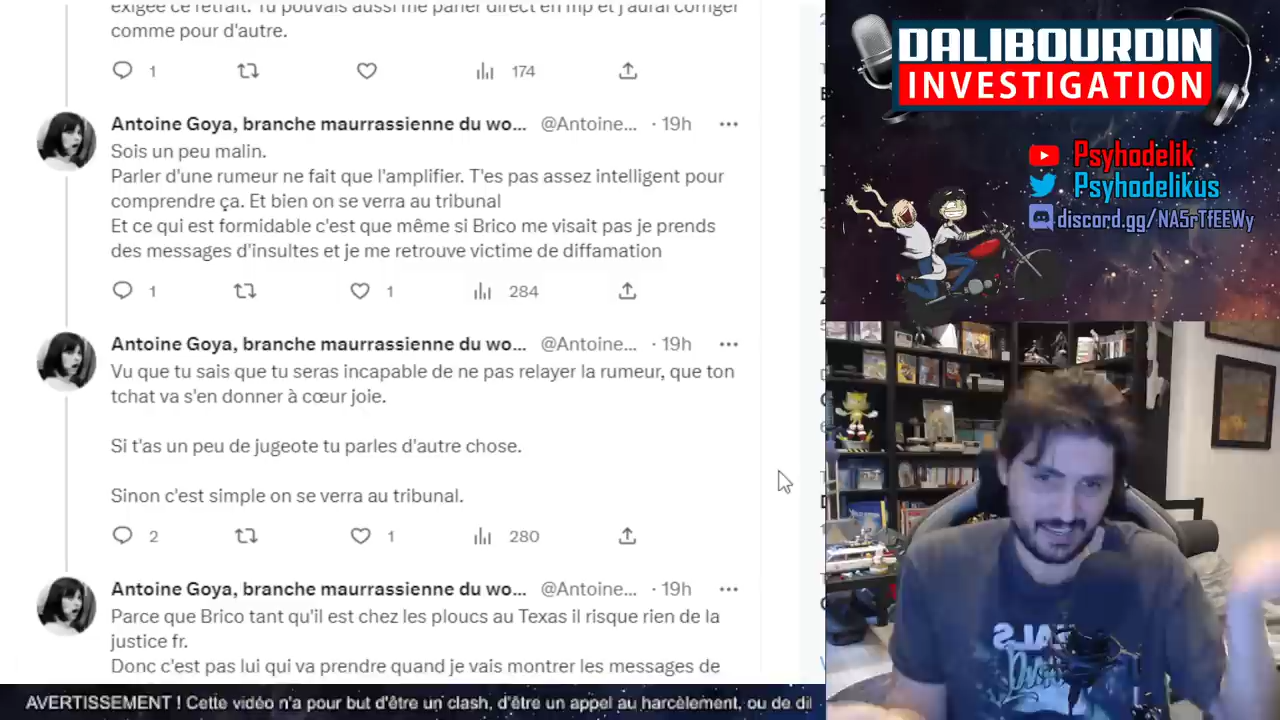 exigée ce retrait. Tu pouvais aussi me parler direct en mp et j'aurai corriger
comme pour d'autre.
1
174
Antoine Goya, branche maurrassienne du wo... @Antoine... · 19h
Sois un peu malin.
Parler d'une rumeur ne fait que l'amplifier. T'es pas assez intelligent pour
comprendre ça. Et bien on se verra au tribunal
Et ce qui est formidable c'est que même si Brico me visait pas je prends
des messages d'insultes et je me retrouve victime de diffamation
1
1
284
Antoine Goya, branche maurrassienne du wo... @Antoine... · 19h
Vu que tu sais que tu seras incapable de ne pas relayer la rumeur, que ton
tchat va s'en donner à cœur joie.
Si t'as un peu de jugeote tu parles d'autre chose.
Sinon c'est simple on se verra au tribunal.
2
1
280
Antoine Goya, branche maurrassienne du wo... @Antoine... · 19h
Parce que Brico tant qu'il est chez les ploucs au Texas il risque rien de la
justice fr.
Donc c'est pas lui qui va prendre quand je vais montrer les messages de
AVERTISSEMENT ! Cette vidéo n'a pour but d'être un clash, d'être un appel au harcèlement, ou de di
DALIBOURDIN
INVESTIGATION
Psyhodelik
Psyhodelikus
discord.gg/NA5rTfEEWy